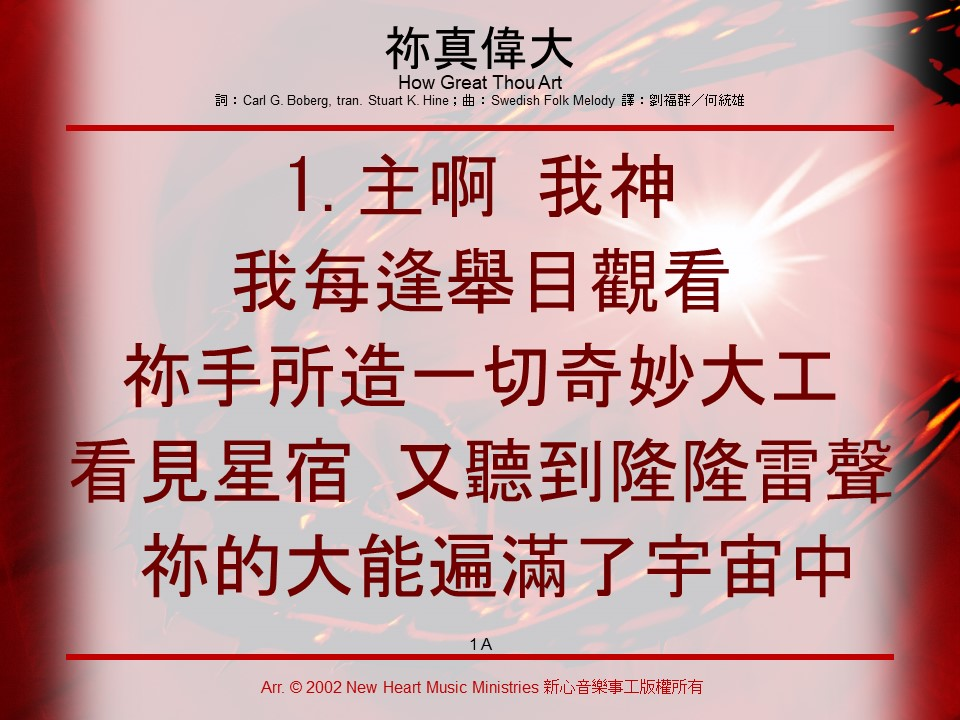 祢真偉大
How Great Thou Art
詞：Carl G. Boberg, tran. Stuart K. Hine；曲：Swedish Folk Melody 譯：劉福群／何統雄
1. 主啊 我神
我每逢舉目觀看
祢手所造一切奇妙大工
看見星宿 又聽到隆隆雷聲
祢的大能遍滿了宇宙中
1 A
Arr. © 2002 New Heart Music Ministries 新心音樂事工版權所有